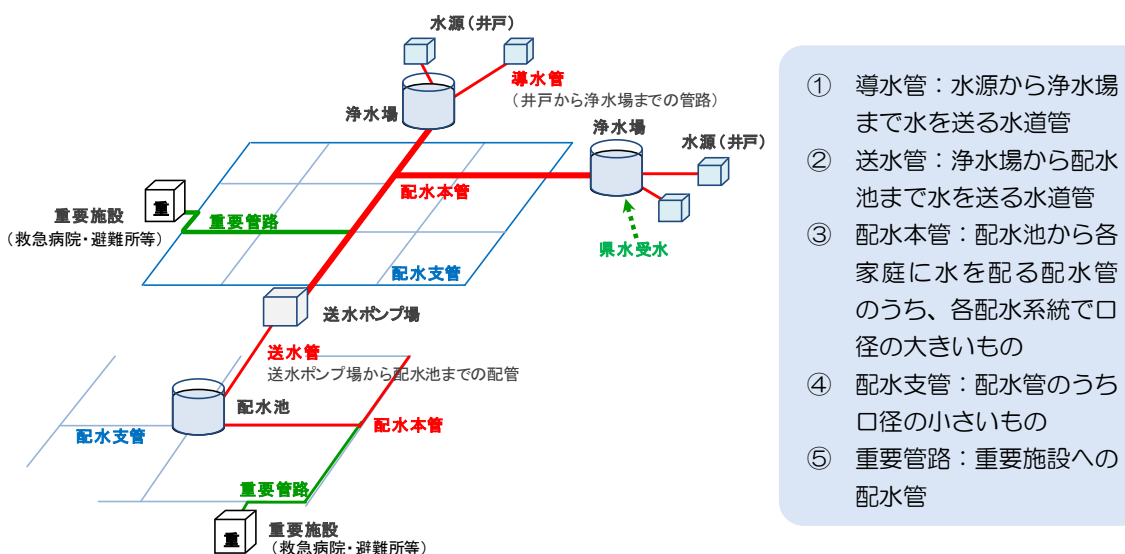 水源(井戸)
導水管
(井戸から浄水場までの管路)
浄水場
浄水場
水源(井戸)
配水本管
重
重要施設
(救急病院・避難所等)
重要管路
県水受水
配水支管
送水ポンプ場
送水管
送水ポンプ場から配水池までの配管
配水池
配水支管
配水本管
重要管路
重
重要施設
(救急病院・避難所等)
① 導水管:水源から浄水場
まで水を送る水道管
② 送水管:浄水場から配水
池まで水を送る水道管
③ 配水本管:配水池から各
家庭に水を配る配水管
のうち、各配水系統で口
径の大きいもの
④ 配水支管:配水管のうち
口径の小さいもの
⑤ 重要管路:重要施設への
配水管